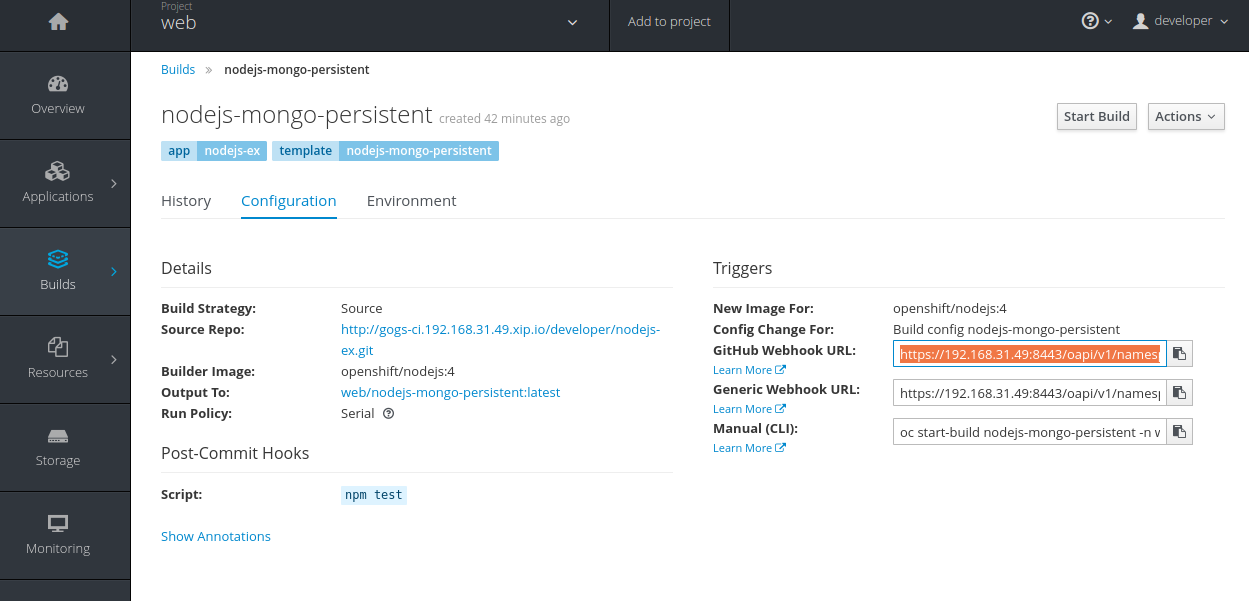 Project
web
Add to project
developer
Overview
Applications
Builds
Resources
Storage
Monitoring
Builds » nodejs-mongo-persistent
nodejs-mongo-persistent created 42 minutes ago
Start Build
Actions
app nodejs-ex template nodejs-mongo-persistent
History Configuration Environment
Details
Build Strategy: Source
Source Repo: http://gogs-ci.192.168.31.49.xip.io/developer/nodejs-
ex.git
Builder Image: openshift/nodejs:4
Output To: web/nodejs-mongo-persistent:latest
Run Policy: Serial
Post-Commit Hooks
Script: npm test
Show Annotations
Triggers
New Image For: openshift/nodejs:4
Config Change For: Build config nodejs-mongo-persistent
GitHub Webhook URL: https://192.168.31.49:8443/oapi/v1/namesp
Learn More
Generic Webhook URL: https://192.168.31.49:8443/oapi/v1/namesp
Learn More
Manual (CLI): oc start-build nodejs-mongo-persistent -n w
Learn More